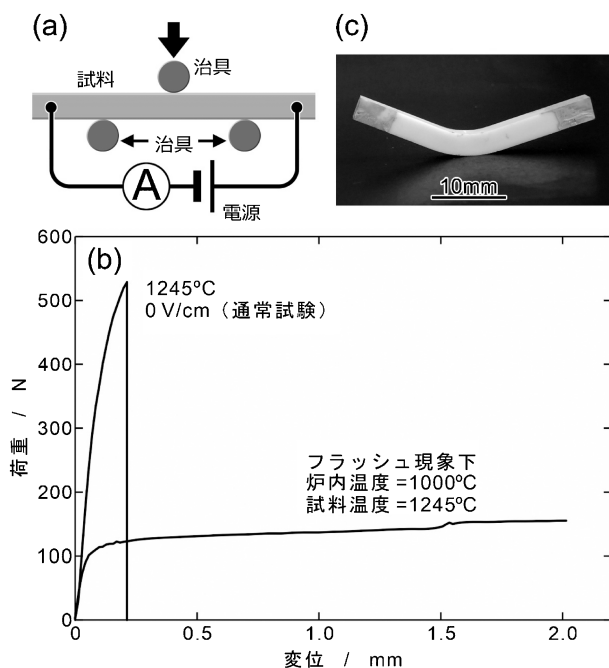 (a)
治具
試料
治具
A
電源
(c)
10mm
(b)
600
500
400
300
200
100
0
荷重 / N
1245ºC
0 V/cm（通常試験）
フラッシュ現象下
炉内温度=1000ºC
試料温度=1245ºC
0 0.5 1.0 1.5 2.0
変位 / mm